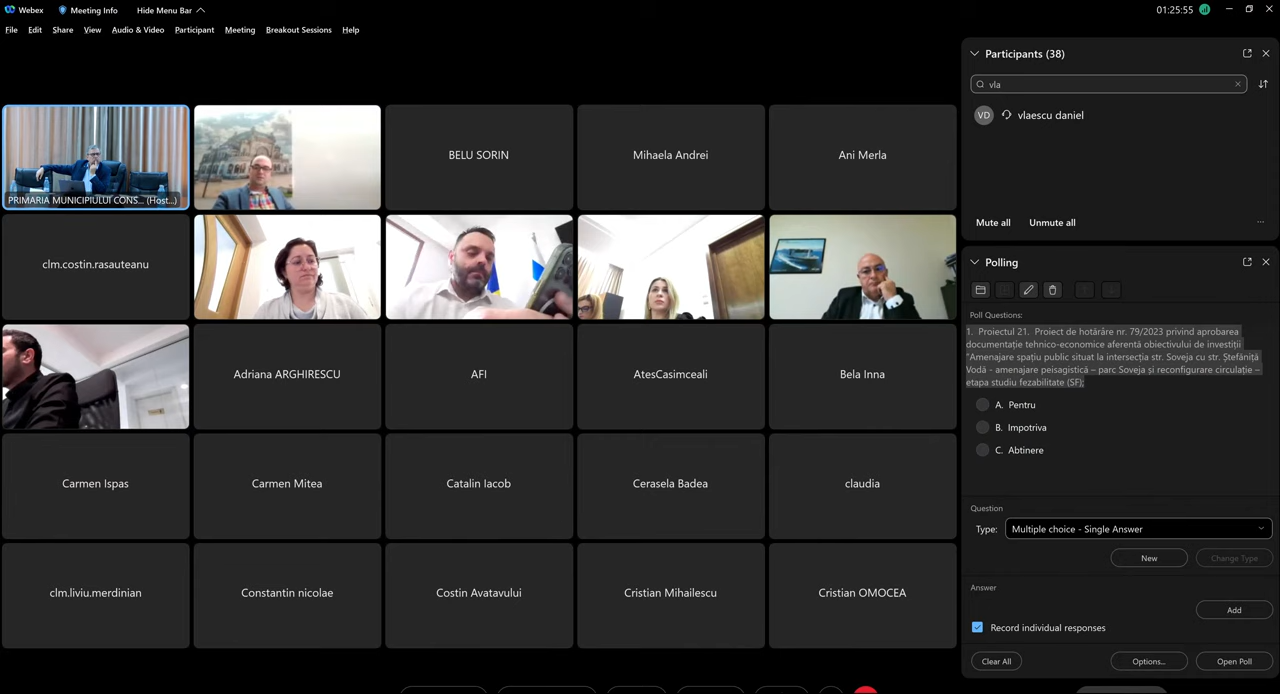 Webex
Meeting Info
Hide Menu Bar
01:25:55
File
Edit
Share
View
Audio & Video
Participant
Meeting
Breakout Sessions
Help
PRIMARIA MUNICIPIULUI CONS... (Host...)
BELU SORIN
Mihaela Andrei
Ani Merla
clm.costin.rasauteanu
Adriana ARGHIRESCU
AFI
AtesCasimceali
Bela Inna
Carmen Ispas
Carmen Mitea
Catalin Iacob
Cerasela Badea
claudia
clm.liviu.merdinian
Constantin nicolae
Costin Avatavului
Cristian Mihailescu
Cristian OMOCEA
Participants (38)
vla
VD
vlaescu daniel
Mute all
Unmute all
Polling
Poll Questions:
1. Proiectul 21. Proiect de hotărâre nr. 79/2023 privind aprobarea
documentație tehnico-economice aferentă obiectivului de investiții
"Amenajare spațiu public situat la intersecția str. Soveja cu str. Ștefăniță
Vodă - amenajare peisagistică – parc Soveja și reconfigurare circulație –
etapa studiu fezabilitate (SF);
A. Pentru
B. Impotriva
C. Abtinere
Question
Type:
Multiple choice - Single Answer
New
Change Type
Answer
Add
Record individual responses
Clear All
Options...
Open Poll